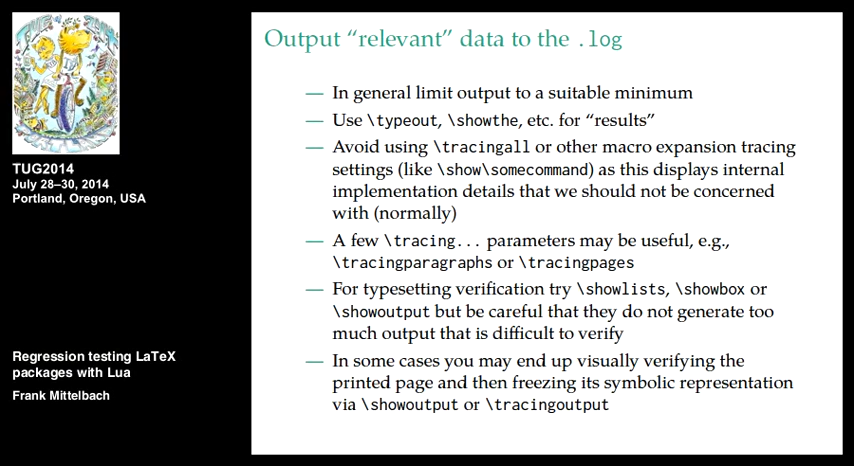 TUG2014
July 28–30, 2014
Portland, Oregon, USA
Regression testing LaTeX
packages with Lua
Frank Mittelbach
Output “relevant” data to the .log
— In general limit output to a suitable minimum
— Use \typeout, \showthe, etc. for “results”
— Avoid using \tracingall or other macro expansion tracing
settings (like \show\somecommand) as this displays internal
implementation details that we should not be concerned
with (normally)
— A few \tracing... parameters may be useful, e.g.,
\tracingparagraphs or \tracingpages
— For typesetting verification try \showlists, \showbox or
\showoutput but be careful that they do not generate too
much output that is difficult to verify
— In some cases you may end up visually verifying the
printed page and then freezing its symbolic representation
via \showoutput or \tracingoutput